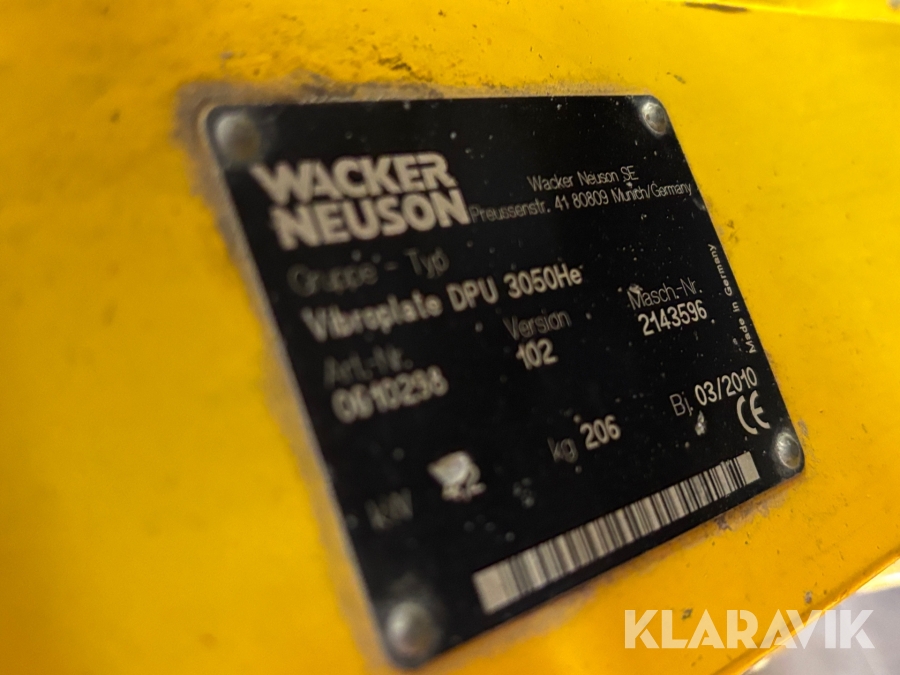 WACKER
NEUSON
Wacker Neuson SE
Preussenstr. 41 80809 Munich/Germany
Gruppe - Typ
Vibroplate DPU 3050He
Art.-Nr.
0610298
Version
102
Masch.-Nr.
2143596
Made in Germany
kW
kg 206
Bj. 03/2010
CE
KLARAVIK